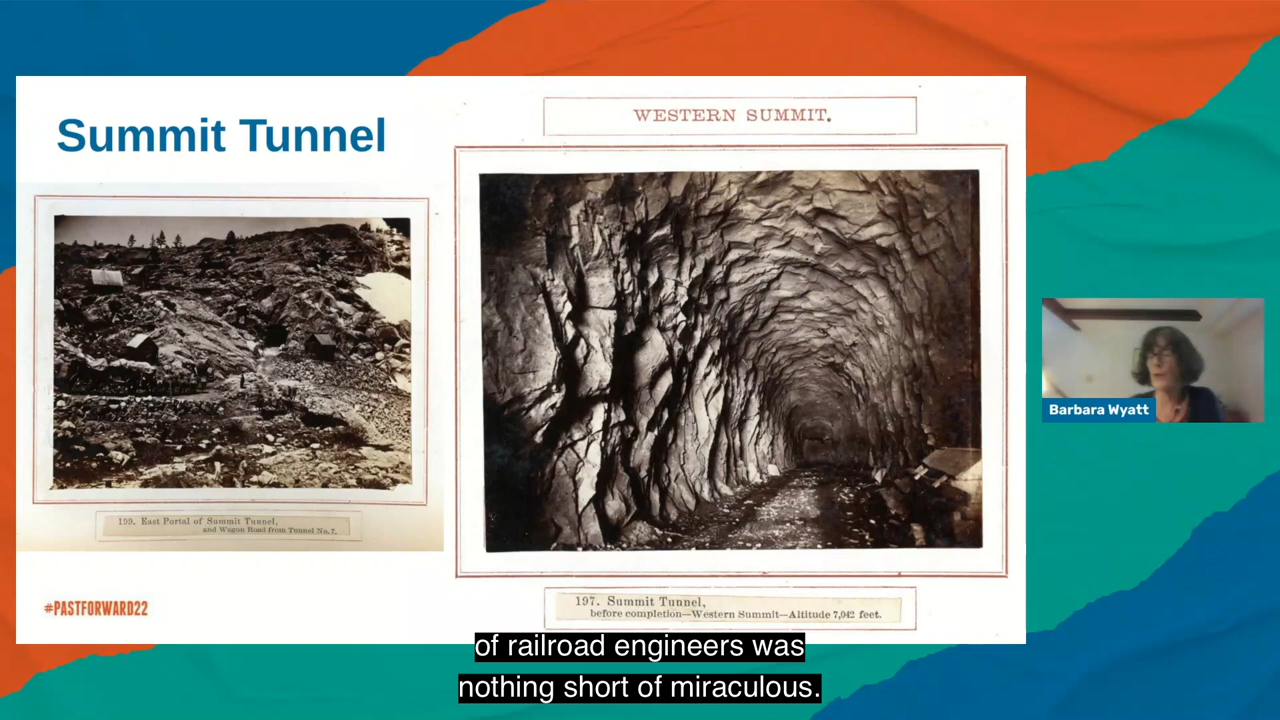 Summit Tunnel
WESTERN SUMMIT.
199. East Portal of Summit Tunnel,
and Wagon Road from Tunnel No. 7.
197. Summit Tunnel,
before completion—Western Summit—Altitude 7,042 feet.
#PASTFORWARD22
Barbara Wyatt
of railroad engineers was
nothing short of miraculous.